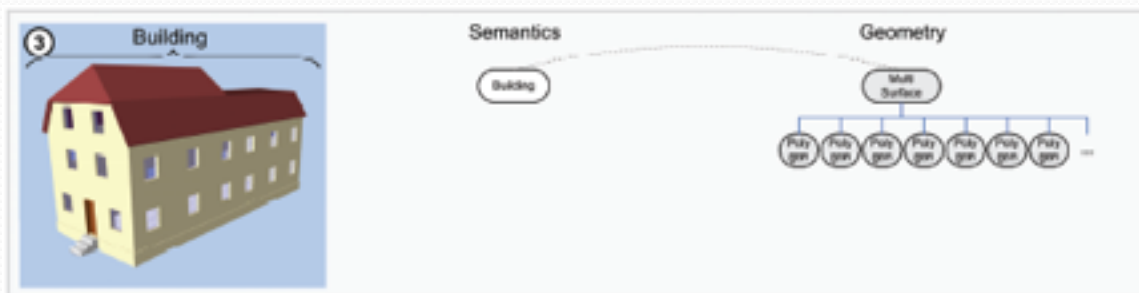 3
Building
Semantics
Geometry
Building
Multi
Surface
Poly Poly Poly Poly Poly Poly Poly
gon gon gon gon gon gon gon
...